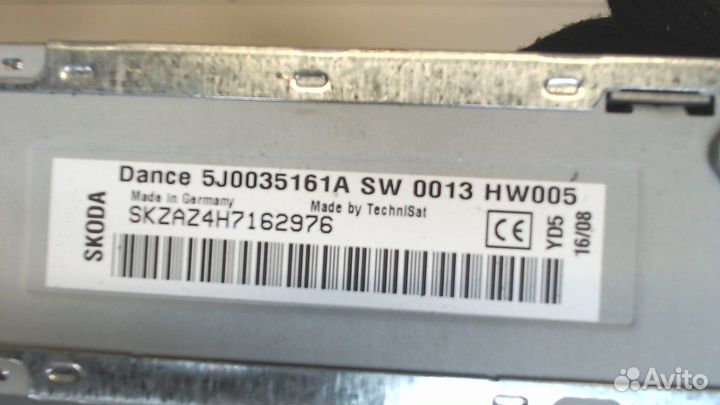 SKODA
Dance 5J0035161A SW 0013 HW005
Made in Germany
Made by TechniSat
SKZAZ4H7162976
CE
YD5
16/08
Avito